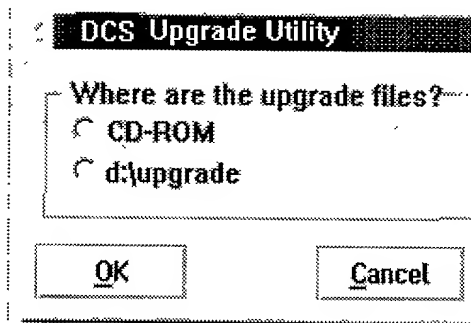 DCS Upgrade Utility
Where are the upgrade files?
CD-ROM
d:\upgrade
OK
Cancel